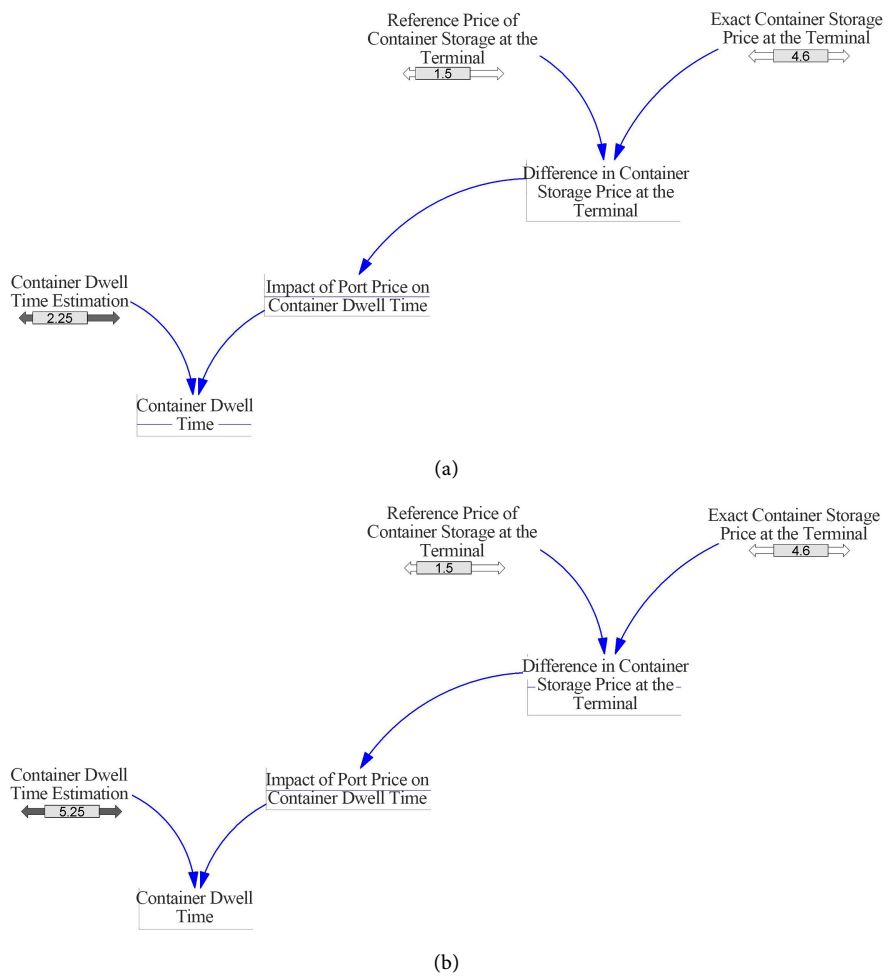 Reference Price of
Container Storage at the
Terminal
1.5
Exact Container Storage
Price at the Terminal
4.6
Difference in Container
Storage Price at the
Terminal
Impact of Port Price on
Container Dwell Time
Container Dwell
Time Estimation
2.25
Container Dwell
Time
(a)
Reference Price of
Container Storage at the
Terminal
1.5
Exact Container Storage
Price at the Terminal
4.6
Difference in Container
Storage Price at the
Terminal
Impact of Port Price on
Container Dwell Time
Container Dwell
Time Estimation
5.25
Container Dwell
Time
(b)